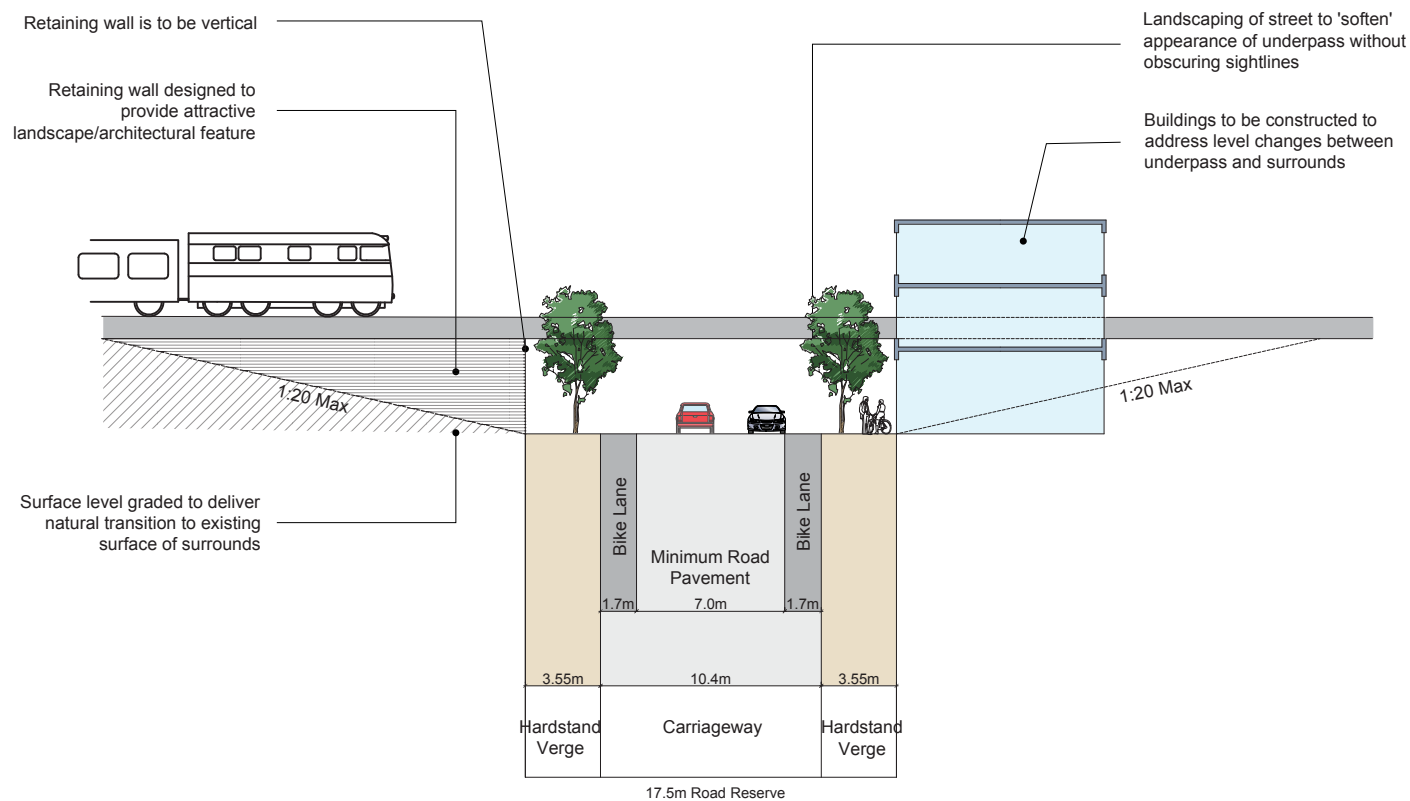 Retaining wall is to be vertical
Retaining wall designed to
provide attractive
landscape/architectural feature
Landscaping of street to 'soften'
appearance of underpass without
obscuring sightlines
Buildings to be constructed to
address level changes between
underpass and surrounds
1:20 Max
1:20 Max
Surface level graded to deliver
natural transition to existing
surface of surrounds
Bike Lane
Minimum Road
Pavement
Bike Lane
1.7m
7.0m
1.7m
3.55m
10.4m
3.55m
Hardstand
Verge
Carriageway
Hardstand
Verge
17.5m Road Reserve